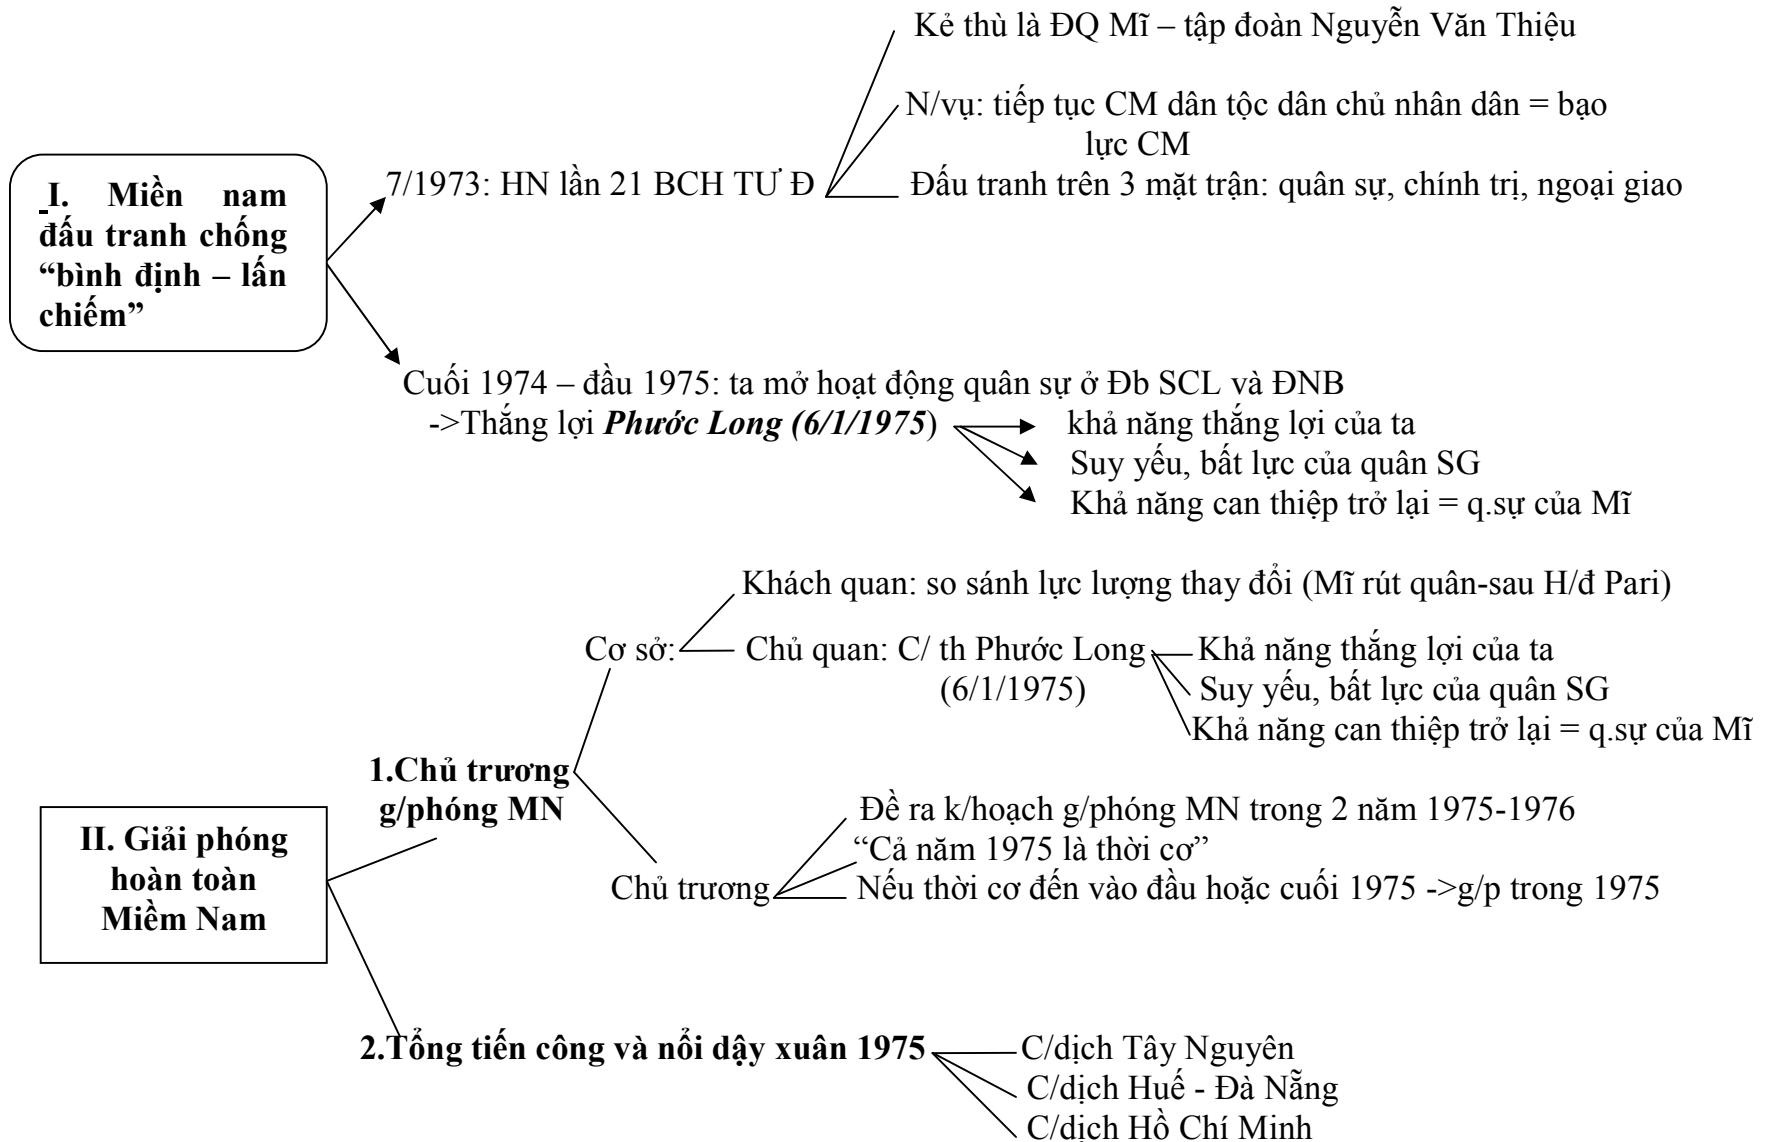 Kẻ thù là ĐQ Mĩ – tập đoàn Nguyễn Văn Thiệu
N/vụ: tiếp tục CM dân tộc dân chủ nhân dân = bạo
lực CM
I. Miền nam
đấu tranh chống
“bình định – lấn
chiếm”
7/1973: HN lần 21 BCH TƯ Đ
Đấu tranh trên 3 mặt trận: quân sự, chính trị, ngoại giao
Cuối 1974 – đầu 1975: ta mở hoạt động quân sự ở Đb SCL và ĐNB
->Thắng lợi Phước Long (6/1/1975)
khả năng thắng lợi của ta
Suy yếu, bất lực của quân SG
Khả năng can thiệp trở lại = q.sự của Mĩ
Khách quan: so sánh lực lượng thay đổi (Mĩ rút quân-sau H/đ Pari)
Cơ sở:
Chủ quan: C/ th Phước Long
(6/1/1975)
Khả năng thắng lợi của ta
Suy yếu, bất lực của quân SG
Khả năng can thiệp trở lại = q.sự của Mĩ
1.Chủ trương
g/phóng MN
Đề ra k/hoạch g/phóng MN trong 2 năm 1975-1976
“Cả năm 1975 là thời cơ”
Chủ trương
Nếu thời cơ đến vào đầu hoặc cuối 1975 ->g/p trong 1975
II. Giải phóng
hoàn toàn
Miềm Nam
2.Tổng tiến công và nổi dậy xuân 1975
C/dịch Tây Nguyên
C/dịch Huế - Đà Nẵng
C/dịch Hồ Chí Minh